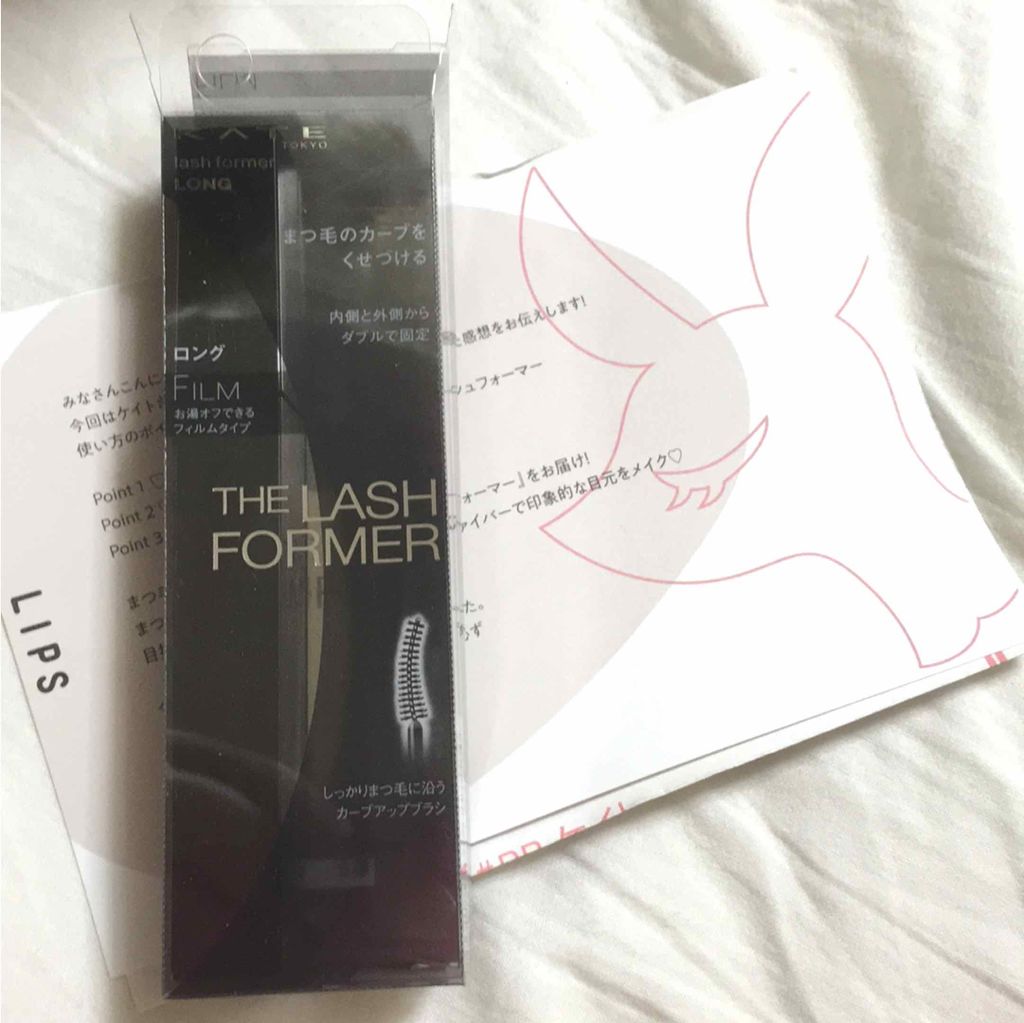 KATE
TOKYO
lash former
LONG
まつ毛のカーブを
くせづける
内側と外側から
ダブルで固定
ロング
FILM
お湯オフできる
フィルムタイプ
THE LASH
FORMER
しっかりまつ毛に沿う
カーブアップブラシ
みなさんこんに
今回はケイト
使い方のポイ
Point 1 ♡
Point 2
Point 3
まつ
まつ
目
感想をお伝えします!
シュフォーマー
ォーマー』をお届け!
ァイバーで印象的な目元をメイク♡
た。
ず
LIPS